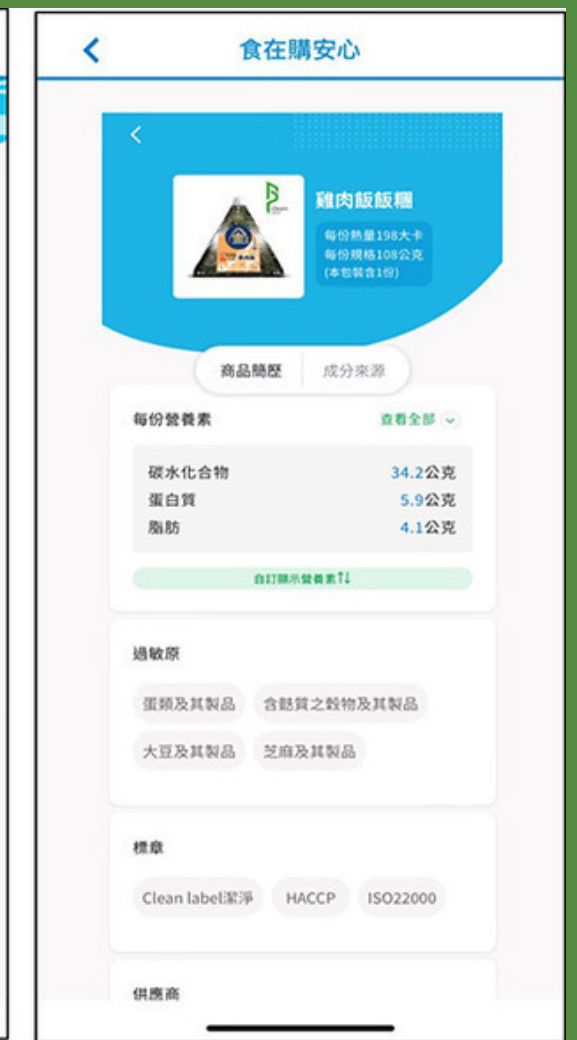 食在購安心
雞肉飯飯糰
每份熱量198大卡
每份規格108公克
(本包裝含1份)
商品簡歷 成分來源
每份營養素 查看全部
碳水化合物 34.2公克
蛋白質 5.9公克
脂肪 4.1公克
自訂顯示營養素↑↓
過敏原
蛋類及其製品 含麩質之穀物及其製品
大豆及其製品 芝麻及其製品
標章
Clean label潔淨 HACCP ISO22000
供應商